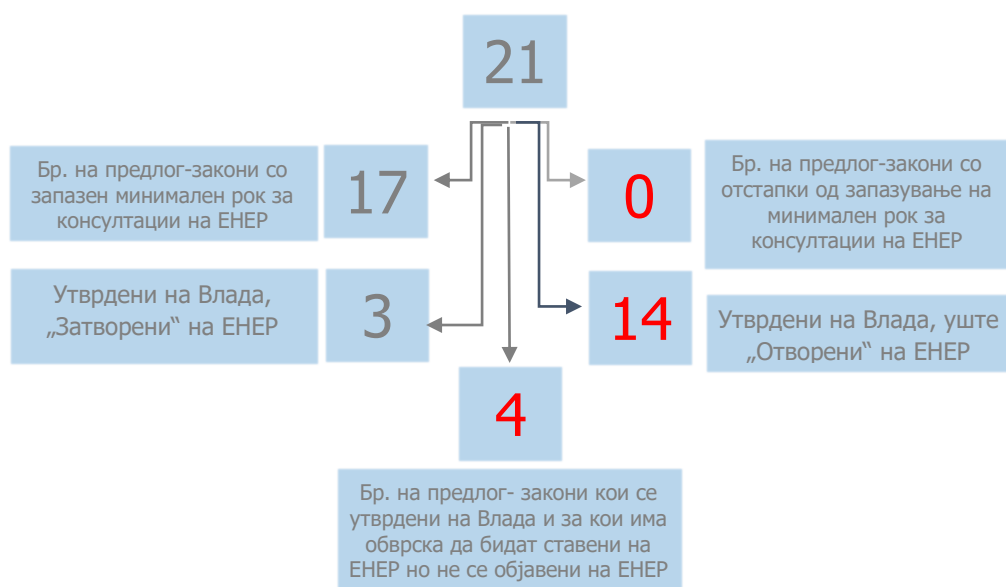 21
Бр. на предлог-закони со
запазен минимален рок за
консултации на ЕНЕР
17
0
Бр. на предлог-закони со
отстапки од запазување на
минимален рок за
консултации на ЕНЕР
Утврдени на Влада,
„Затворени“ на ЕНЕР
3
14
Утврдени на Влада, уште
„Отворени“ на ЕНЕР
4
Бр. на предлог- закони кои се
утврдени на Влада и за кои има
обврска да бидат ставени на
ЕНЕР но не се објавени на ЕНЕР